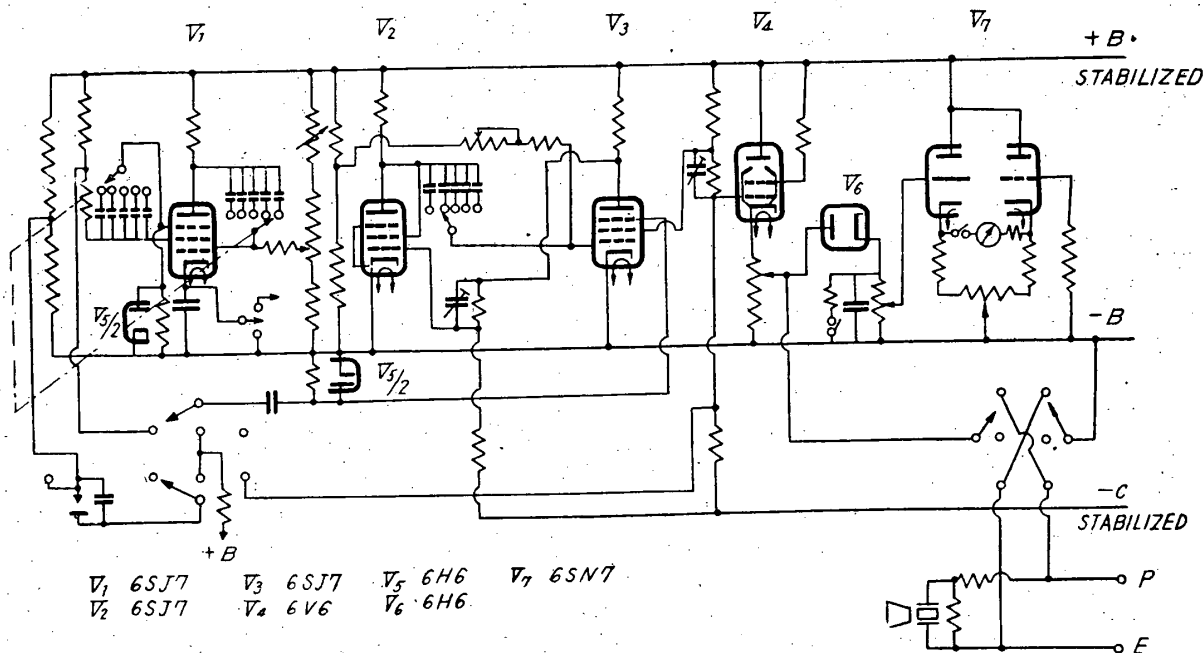 V1 V2 V3 V4 V7
+B
STABILIZED
V6
V5/2
V5/2
-B
-C
STABILIZED
+B
V1 6SJ7 V3 6SJ7 V5 6H6 V7 6SN7
V2 6SJ7 V4 6V6 V6 6H6
P
E